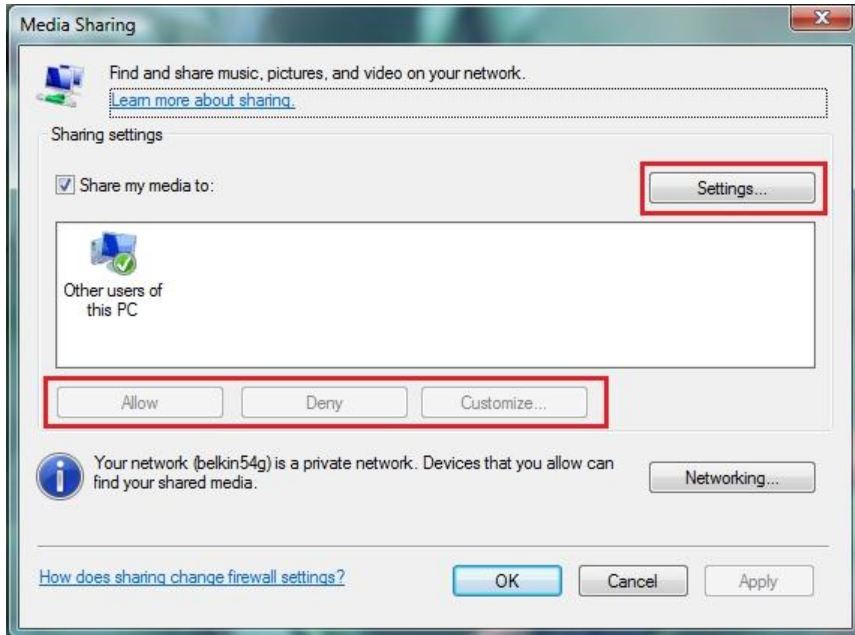 Media Sharing
Find and share music, pictures, and video on your network.
Learn more about sharing.
Sharing settings
Share my media to:
Settings...
Other users of
this PC
Allow
Deny
Customize...
Your network (belkin54g) is a private network. Devices that you allow can
find your shared media.
Networking...
How does sharing change firewall settings?
OK
Cancel
Apply